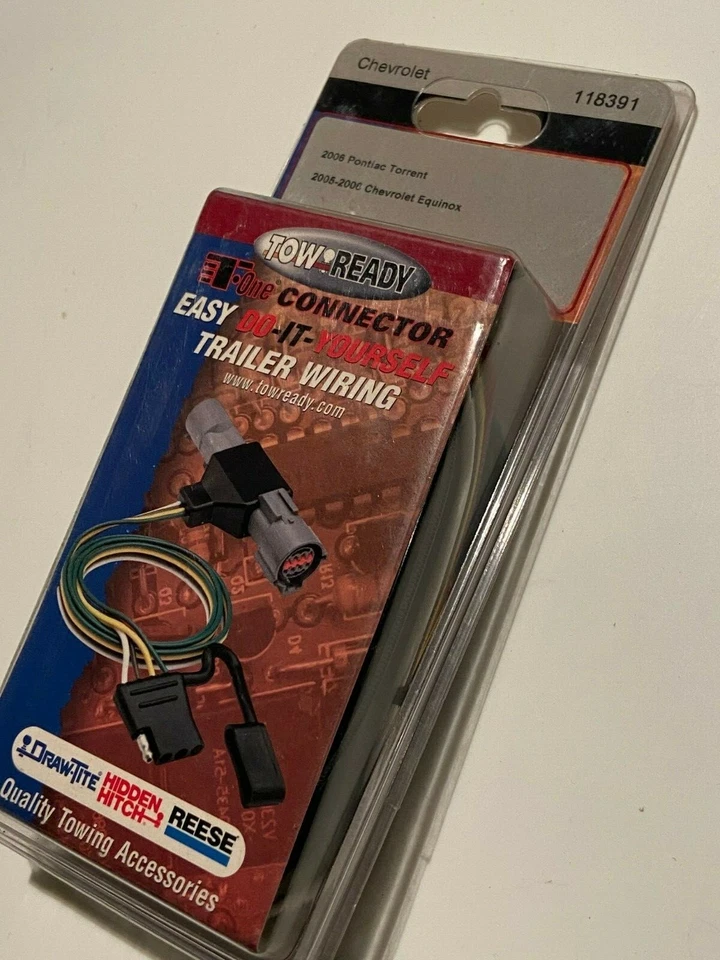 Chevrolet
118391
2006 Pontiac Torrent
2005-2006 Chevrolet Equinox
TOW READY
T-One® CONNECTOR
EASY DO-IT-YOURSELF
TRAILER WIRING
www.towready.com
DRAW-TITE® HIDDEN HITCH® REESE
Quality Towing Accessories